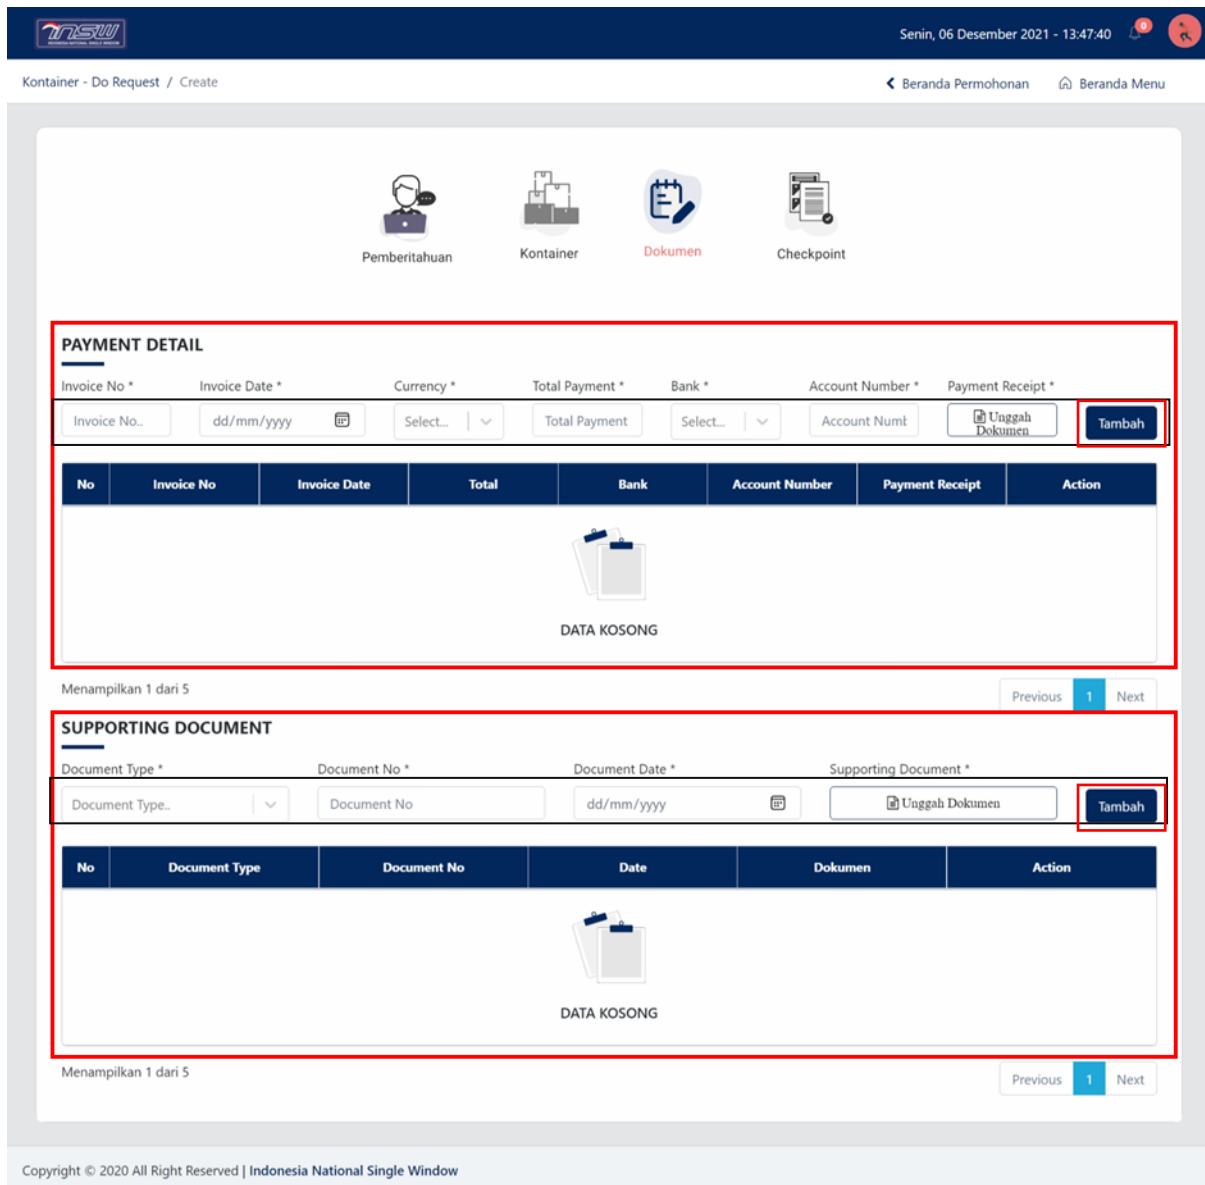 INSW
Senin, 06 Desember 2021 - 13:47:40
0
Kontainer - Do Request / Create
Beranda Permohonan
Beranda Menu
Pemberitahuan
Kontainer
Dokumen
Checkpoint
PAYMENT DETAIL
Invoice No * Invoice Date * Currency * Total Payment * Bank * Account Number * Payment Receipt *
Invoice No.. dd/mm/yyyy Select... Total Payment Select... Account Numb Unggah Dokumen Tambah
No Invoice No Invoice Date Total Bank Account Number Payment Receipt Action
DATA KOSONG
Menampilkan 1 dari 5
Previous 1 Next
SUPPORTING DOCUMENT
Document Type * Document No * Document Date * Supporting Document *
Document Type.. Document No dd/mm/yyyy Unggah Dokumen Tambah
No Document Type Document No Date Dokumen Action
DATA KOSONG
Menampilkan 1 dari 5
Previous 1 Next
Copyright © 2020 All Right Reserved | Indonesia National Single Window